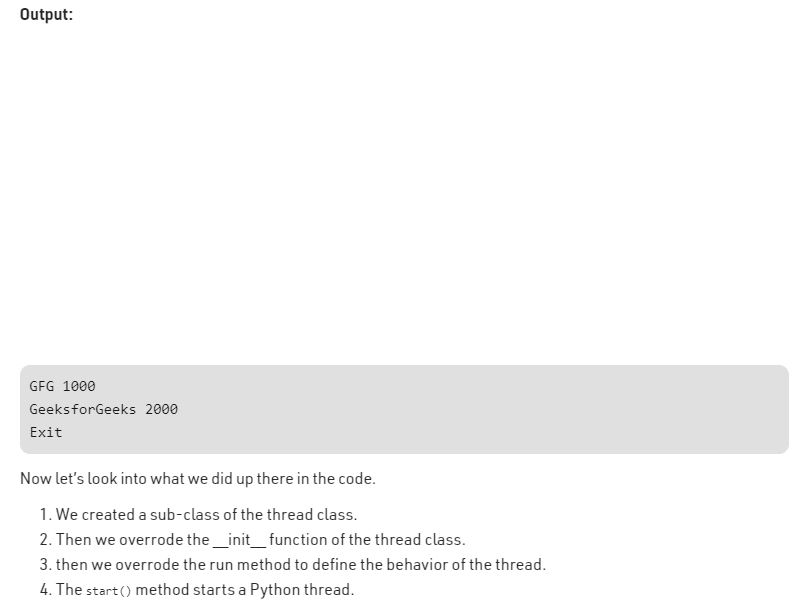 Output:
GFG 1000
GeeksforGeeks 2000
Exit
Now let's look into what we did up there in the code.
1. We created a sub-class of the thread class.
2. Then we overrode the __init__ function of the thread class.
3. then we overrode the run method to define the behavior of the thread.
4. The start() method starts a Python thread.